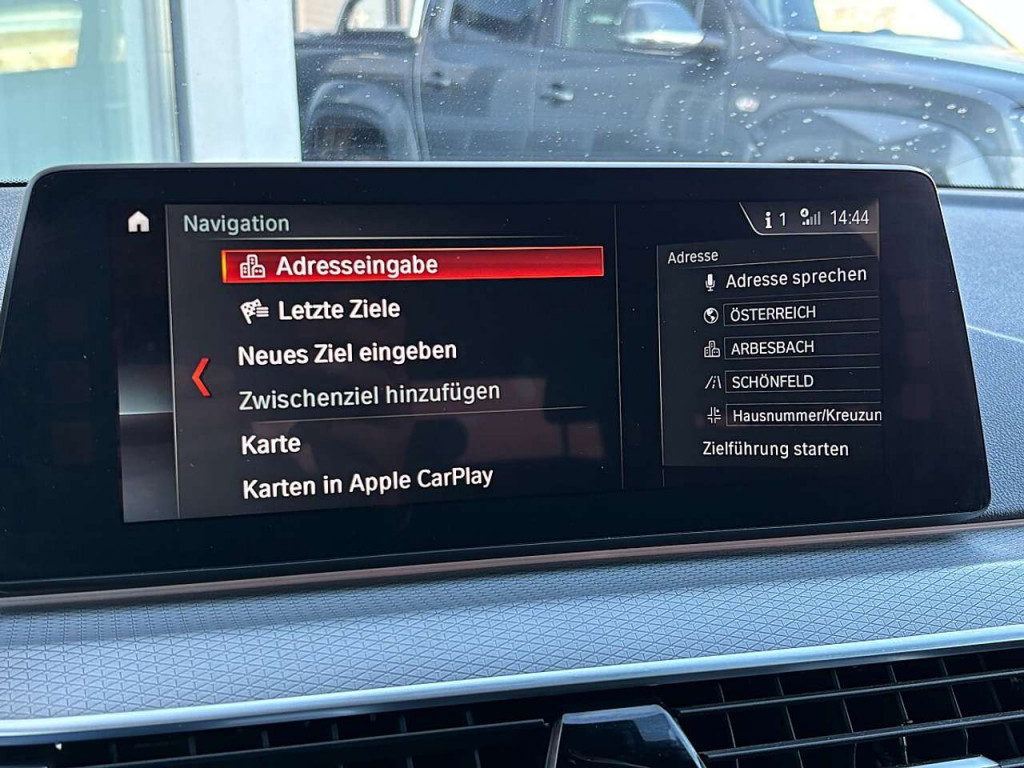 Navigation
Adresseingabe
Letzte Ziele
Neues Ziel eingeben
Zwischenziel hinzufügen
Karte
Karten in Apple CarPlay
1 14:44
Adresse
Adresse sprechen
ÖSTERREICH
ARBESBACH
SCHÖNFELD
Hausnummer/Kreuzun
Zielführung starten